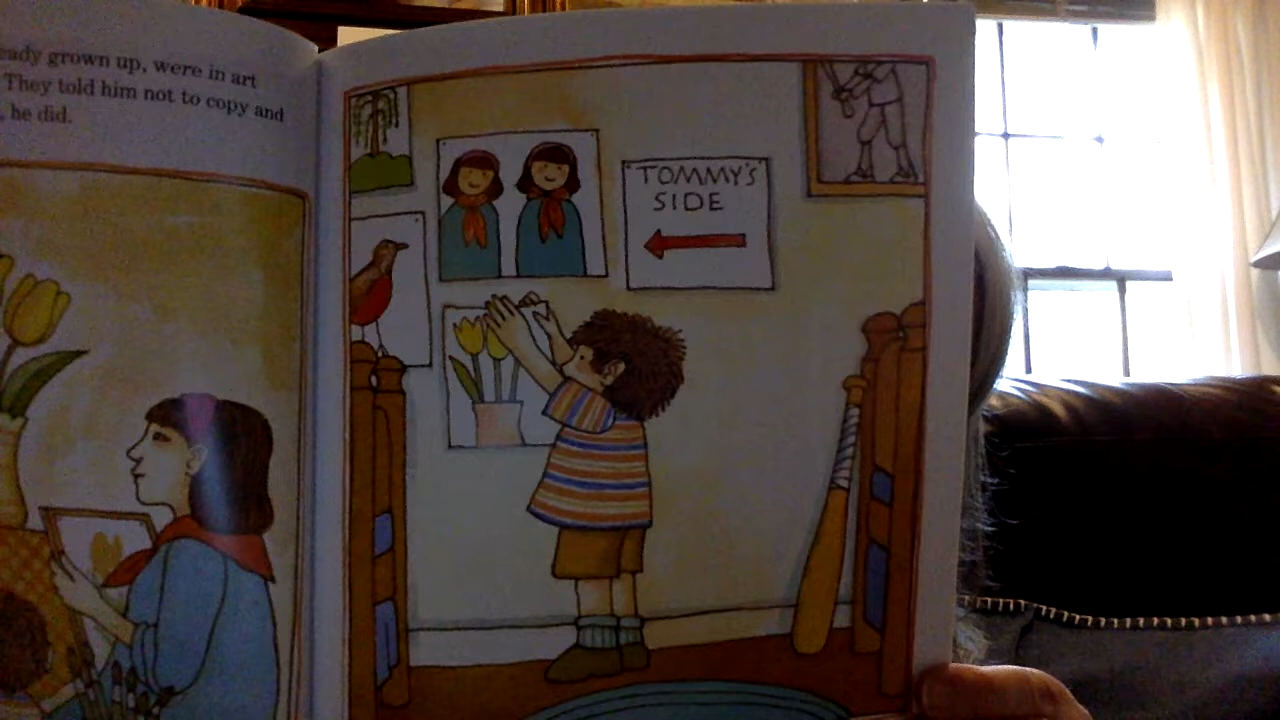 eady grown up, were in art
They told him not to copy and
, he did.
TOMMY'S
SIDE